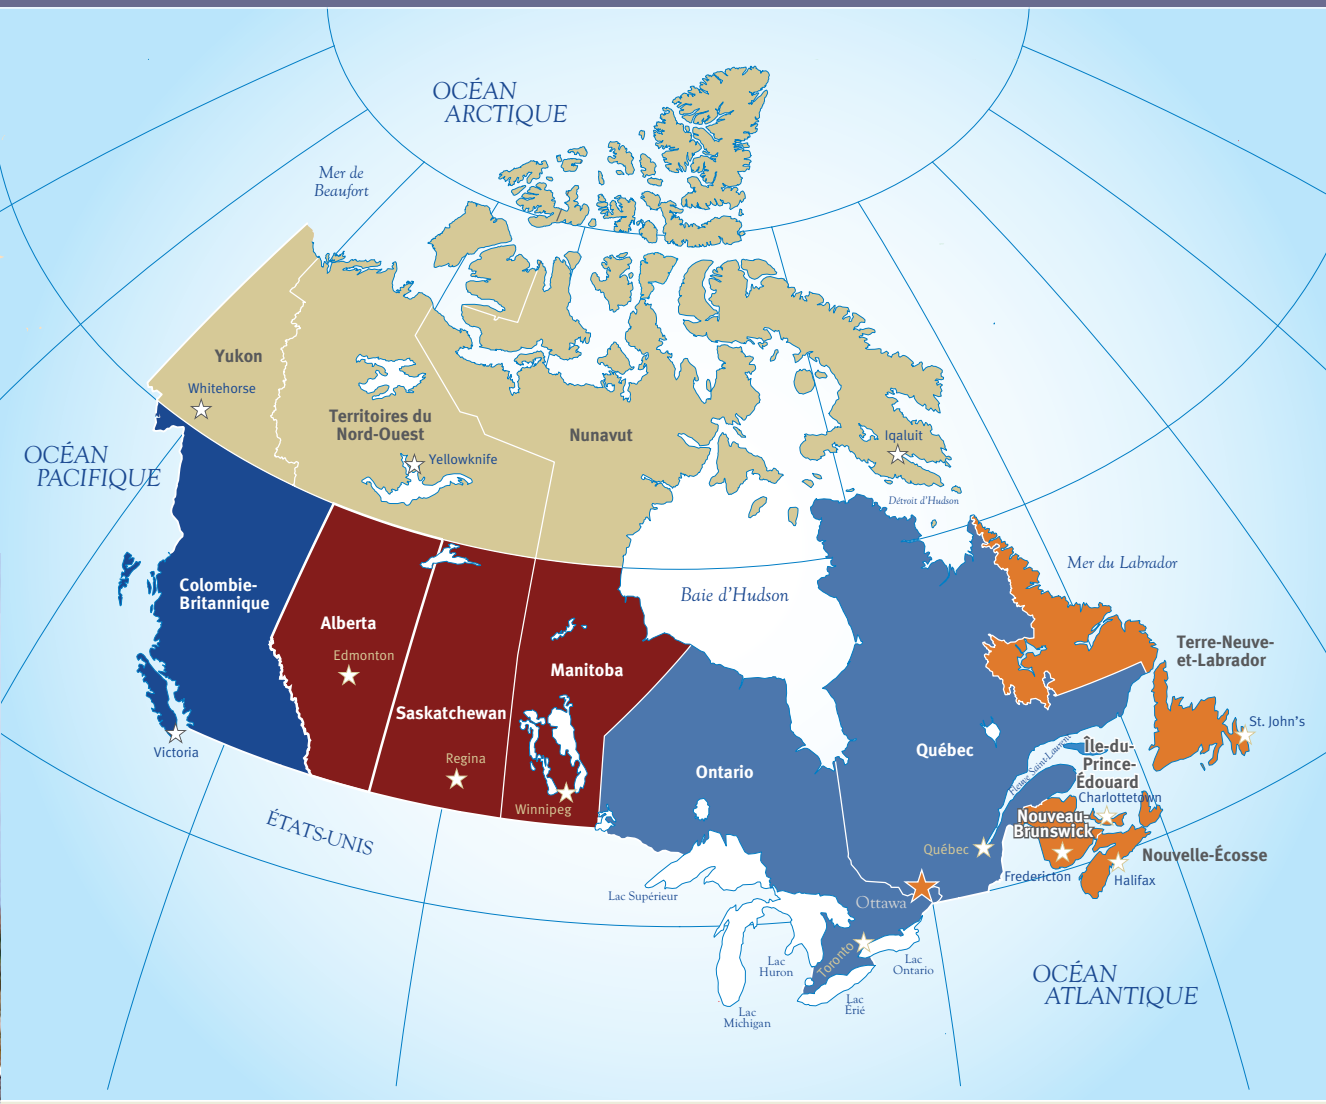 OCÉAN
ARCTIQUE
Mer de
Beaufort
Yukon
Whitehorse
Territoires du
Nord-Ouest
Yellowknife
Nunavut
Iqaluit
OCÉAN
PACIFIQUE
Détroit d'Hudson
Mer du Labrador
Baie d'Hudson
Colombie-
Britannique
Alberta
Edmonton
Manitoba
Saskatchewan
Regina
Winnipeg
Victoria
Terre-Neuve-
et-Labrador
St. John's
Québec
Ontario
Fleuve Saint-Laurent
Île-du-
Prince-
Édouard
Charlottetown
Nouveau-
Brunswick
Québec
Nouvelle-Écosse
Fredericton
Halifax
ÉTATS-UNIS
Lac Supérieur
Ottawa
Toronto
Lac
Huron
Lac
Ontario
Lac
Érié
Lac
Michigan
OCÉAN
ATLANTIQUE